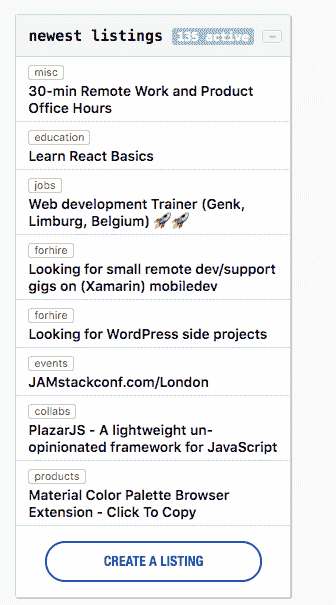 newest listings 135 active –
misc
30-min Remote Work and Product
Office Hours
education
Learn React Basics
jobs
Web development Trainer (Genk,
Limburg, Belgium) 🚀🚀
forhire
Looking for small remote dev/support
gigs on (Xamarin) mobiledev
forhire
Looking for WordPress side projects
events
JAMstackconf.com/London
collabs
PlazarJS - A lightweight un-
opinionated framework for JavaScript
products
Material Color Palette Browser
Extension - Click To Copy
CREATE A LISTING